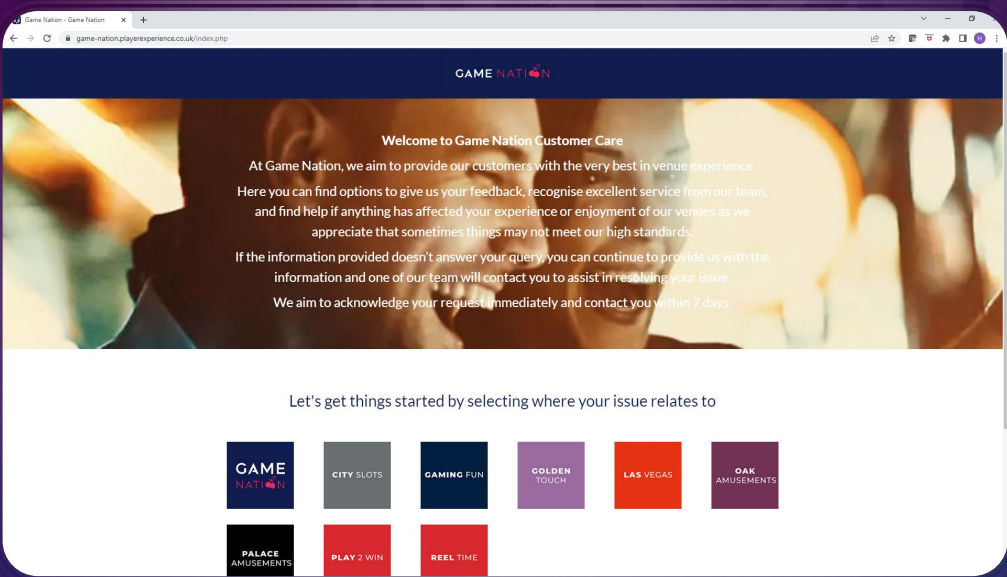 Game Nation - Game Nation
game-nation.playerexperience.co.uk/index.php
H
GAME NATION
Welcome to Game Nation Customer Care
At Game Nation, we aim to provide our customers with the very best in venue experience.
Here you can find options to give us your feedback, recognise excellent service from our team,
and find help if anything has affected your experience or enjoyment of our venues as we
appreciate that sometimes things may not meet our high standards.
If the information provided doesn't answer your query, you can continue to provide us with the
information and one of our team will contact you to assist in resolving your issue.
We aim to acknowledge your request immediately and contact you within 7 days.
Let's get things started by selecting where your issue relates to
GAME
NATION
CITY SLOTS
GAMING FUN
GOLDEN
TOUCH
LAS VEGAS
OAK
AMUSEMENTS
PALACE
AMUSEMENTS
PLAY 2 WIN
REEL TIME